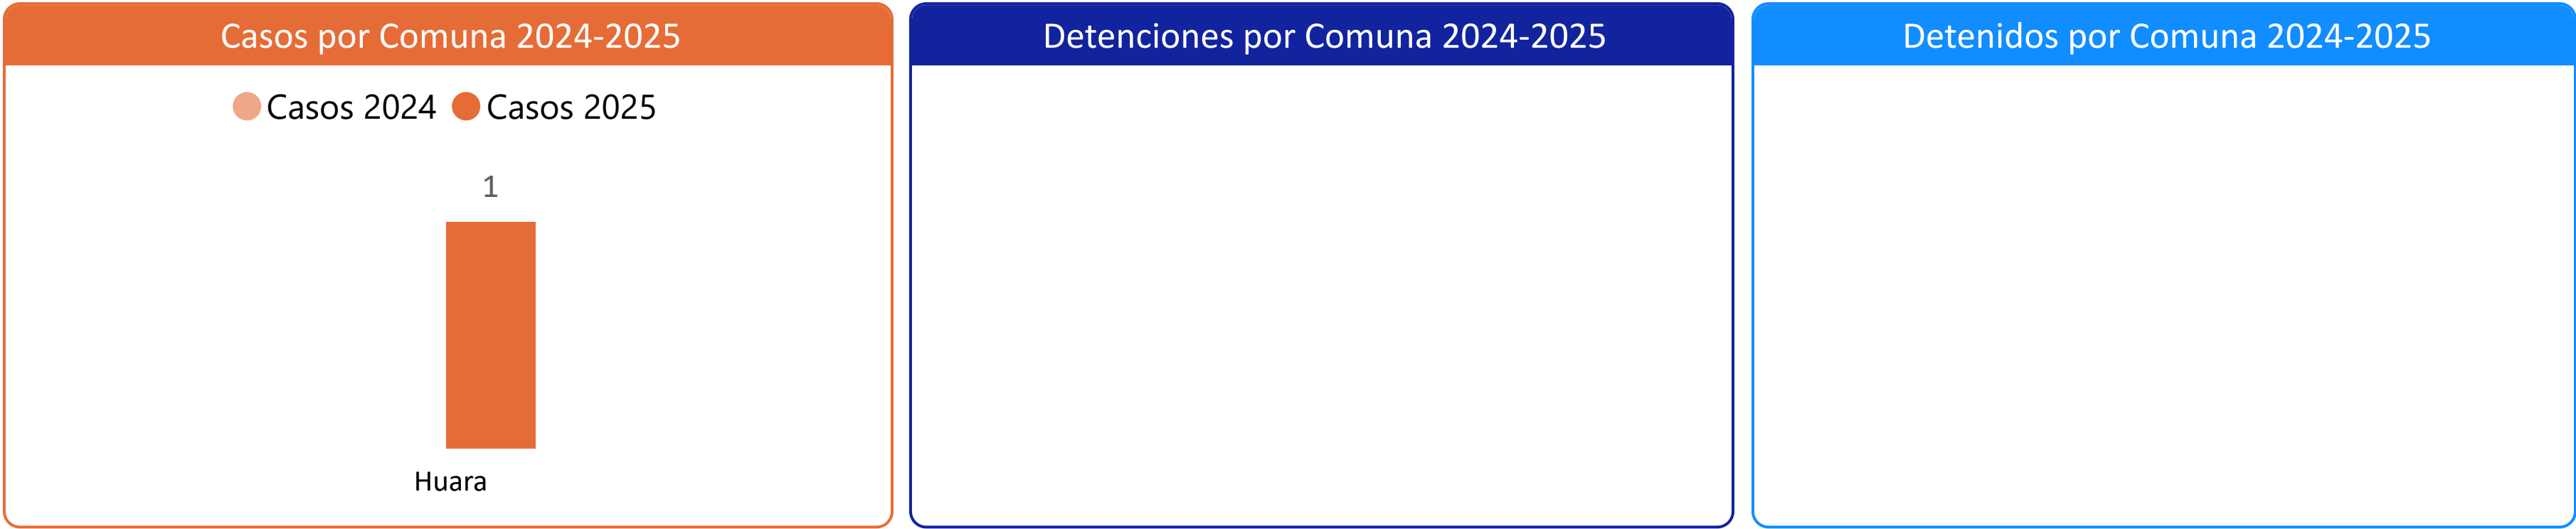 Casos por Comuna 2024-2025
Casos 2024 Casos 2025
1
Huara
Detenciones por Comuna 2024-2025
Detenidos por Comuna 2024-2025